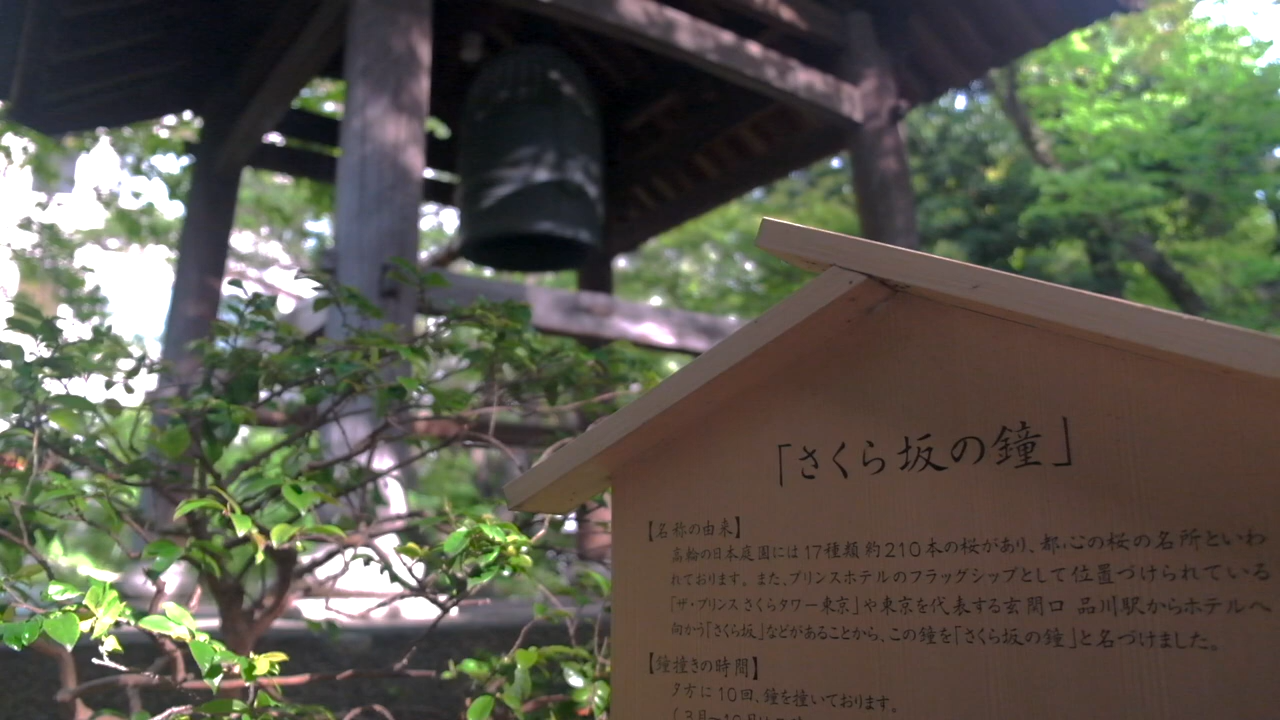 「さくら坂の鐘」
【名称の由来】
高輪の日本庭園には17種類約210本の桜があり、都心の桜の名所といわ
れております。また、プリンスホテルのフラッグシップとして位置づけられている
「ザ・プリンス さくらタワー東京」や東京を代表する玄関口 品川駅からホテルへ
向かう「さくら坂」などがあることから、この鐘を「さくら坂の鐘」と名づけました。
【鐘撞きの時間】
夕方に10回、鐘を撞いております。